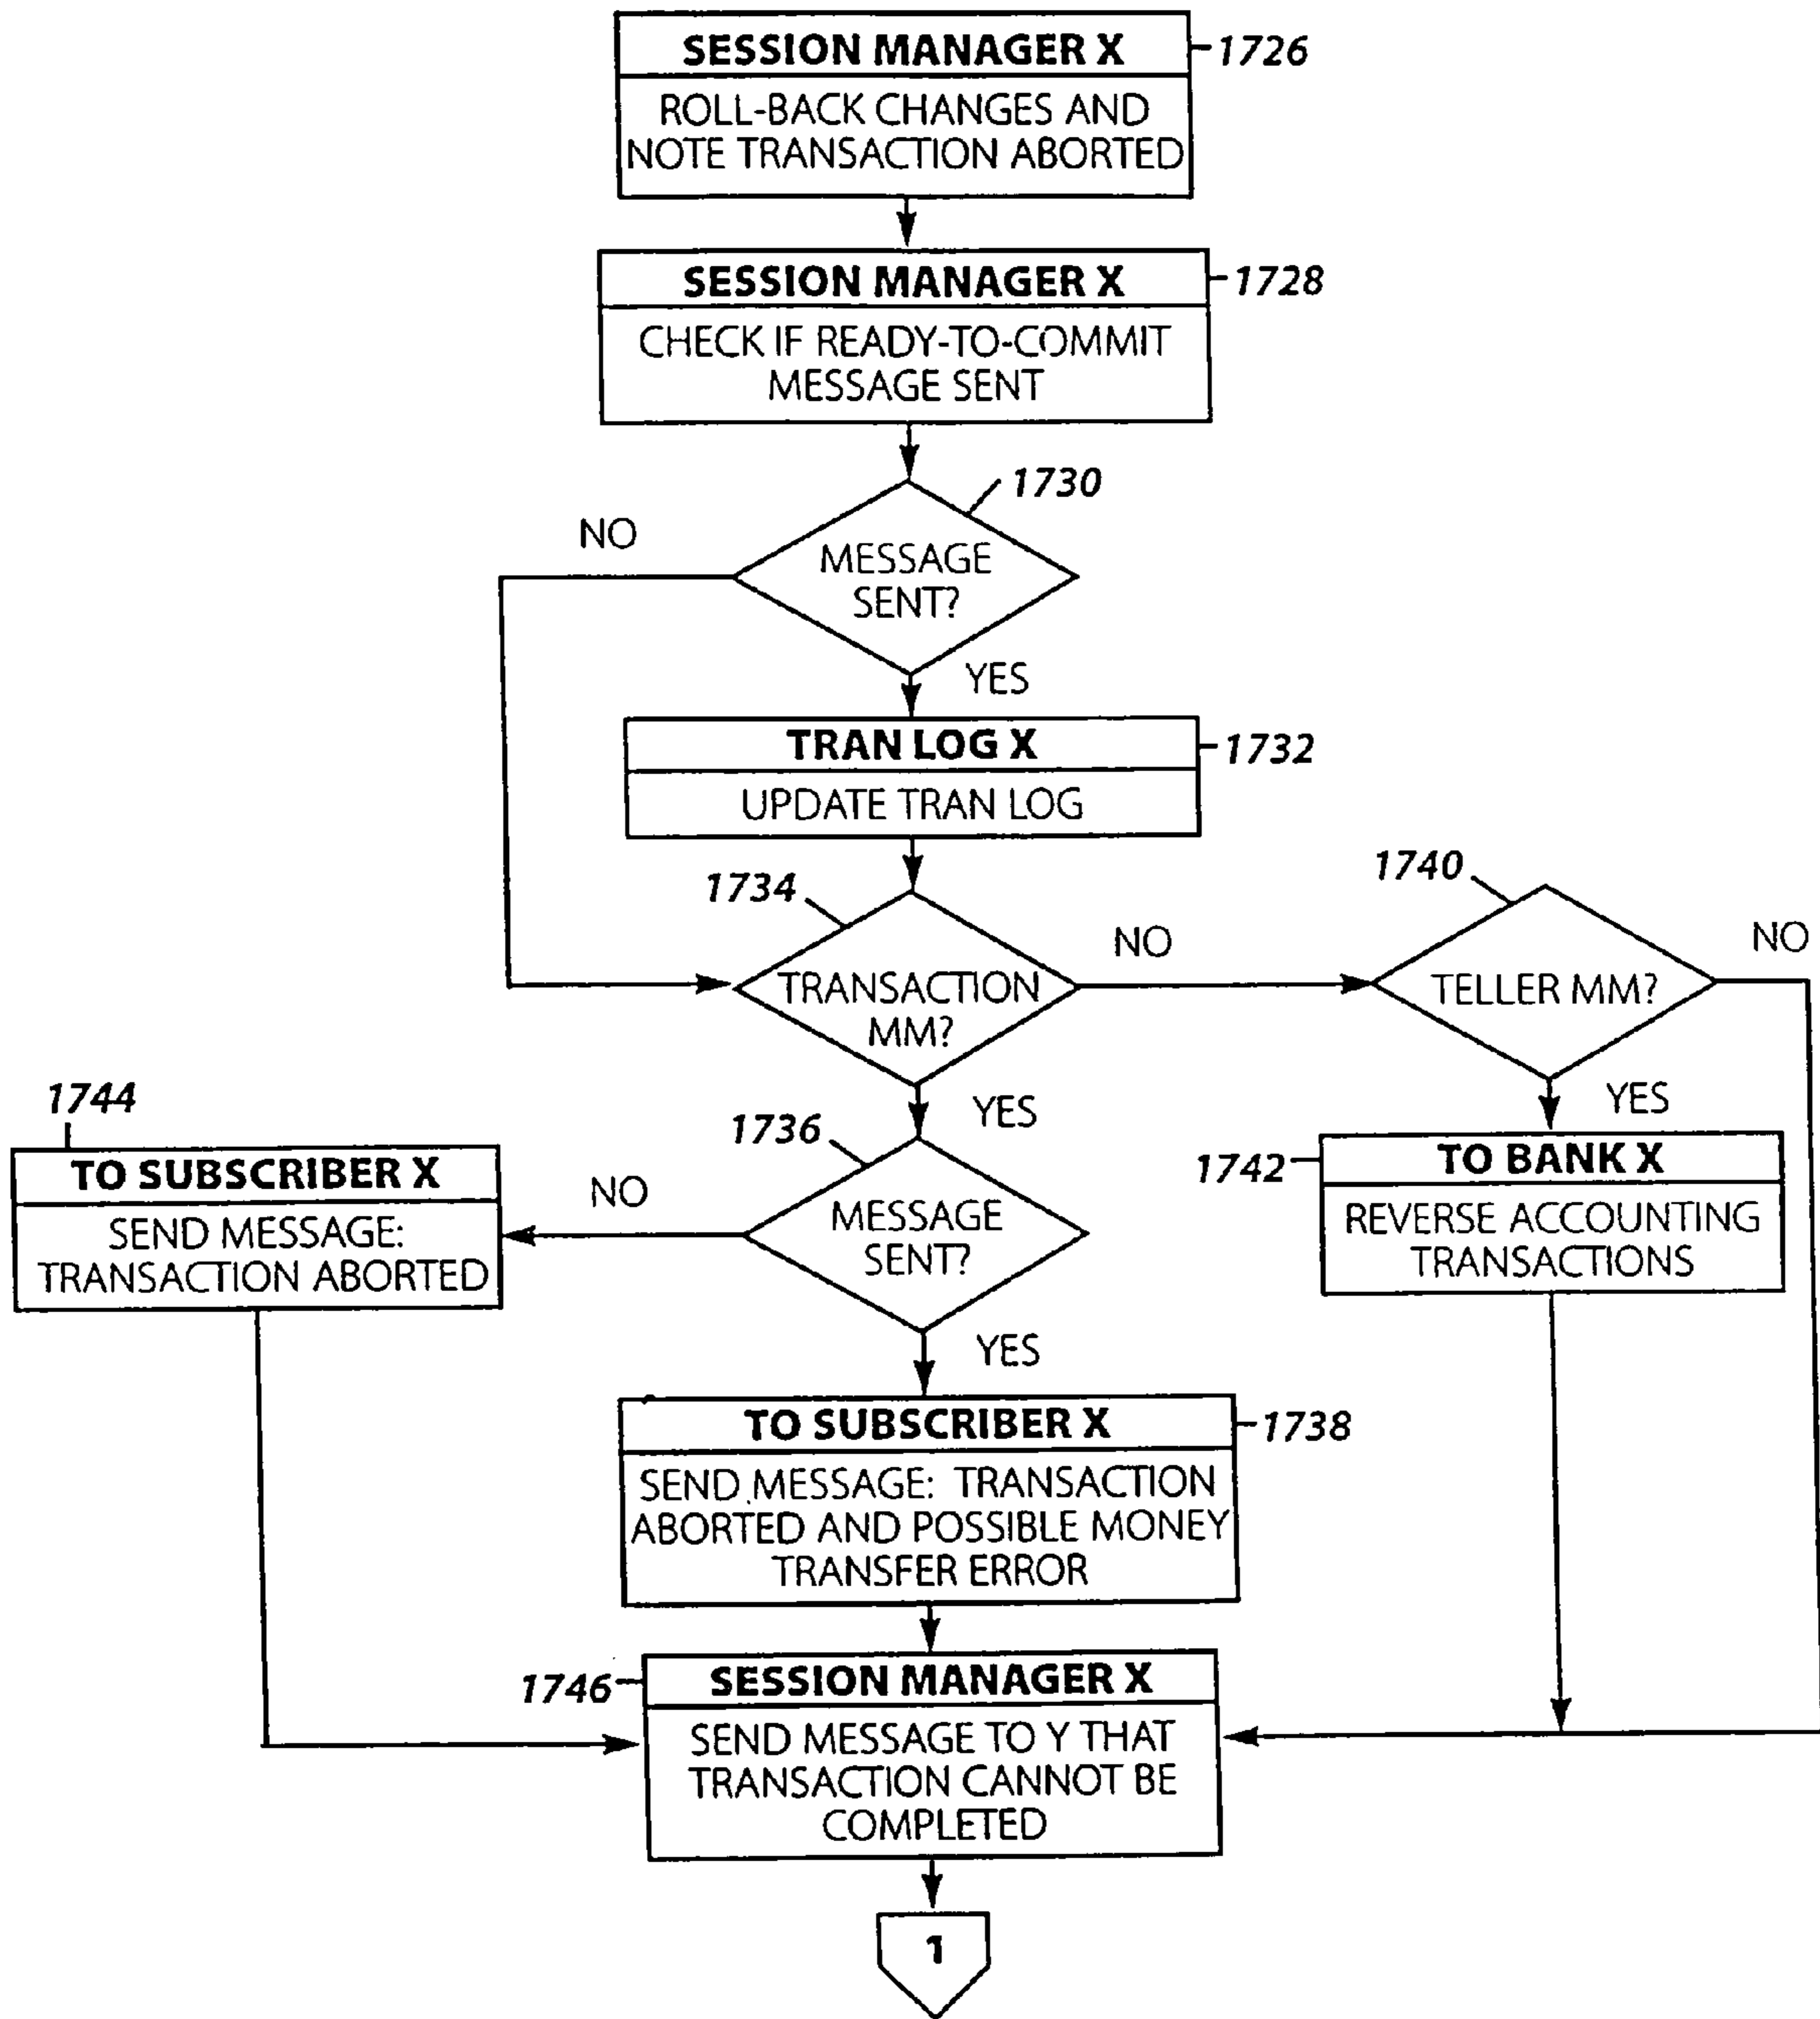 SESSION MANAGER X
1726
ROLL-BACK CHANGES AND
NOTE TRANSACTION ABORTED
SESSION MANAGER X
1728
CHECK IF READY-TO-COMMIT
MESSAGE SENT
1730
NO
MESSAGE
SENT?
YES
TRAN LOG X
1732
UPDATE TRAN LOG
1734
1740
NO
NO
TRANSACTION
MM?
TELLER MM?
1744
YES
YES
1736
TO SUBSCRIBER X
1742
TO BANK X
NO
SEND MESSAGE:
TRANSACTION ABORTED
MESSAGE
SENT?
REVERSE ACCOUNTING
TRANSACTIONS
YES
TO SUBSCRIBER X
1738
SEND MESSAGE: TRANSACTION
ABORTED AND POSSIBLE MONEY
TRANSFER ERROR
1746
SESSION MANAGER X
SEND MESSAGE TO Y THAT
TRANSACTION CANNOT BE
COMPLETED
1